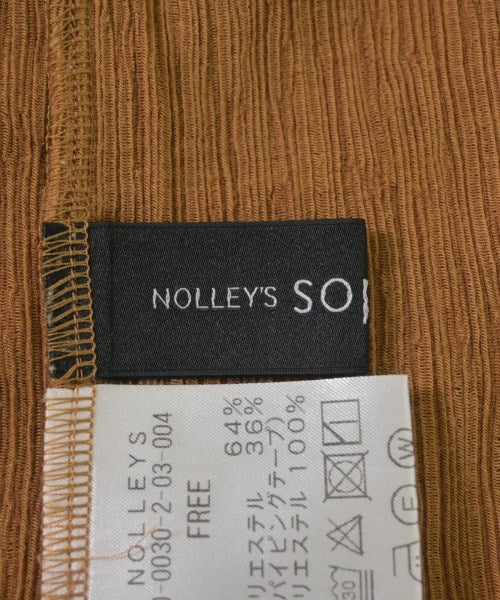 NOLLEY'S SO
NOLLEYS
0-0030-2-03-004
FREE
リエステル 64%
36%
パイピングテープ)
リエステル 100%
30
W
E